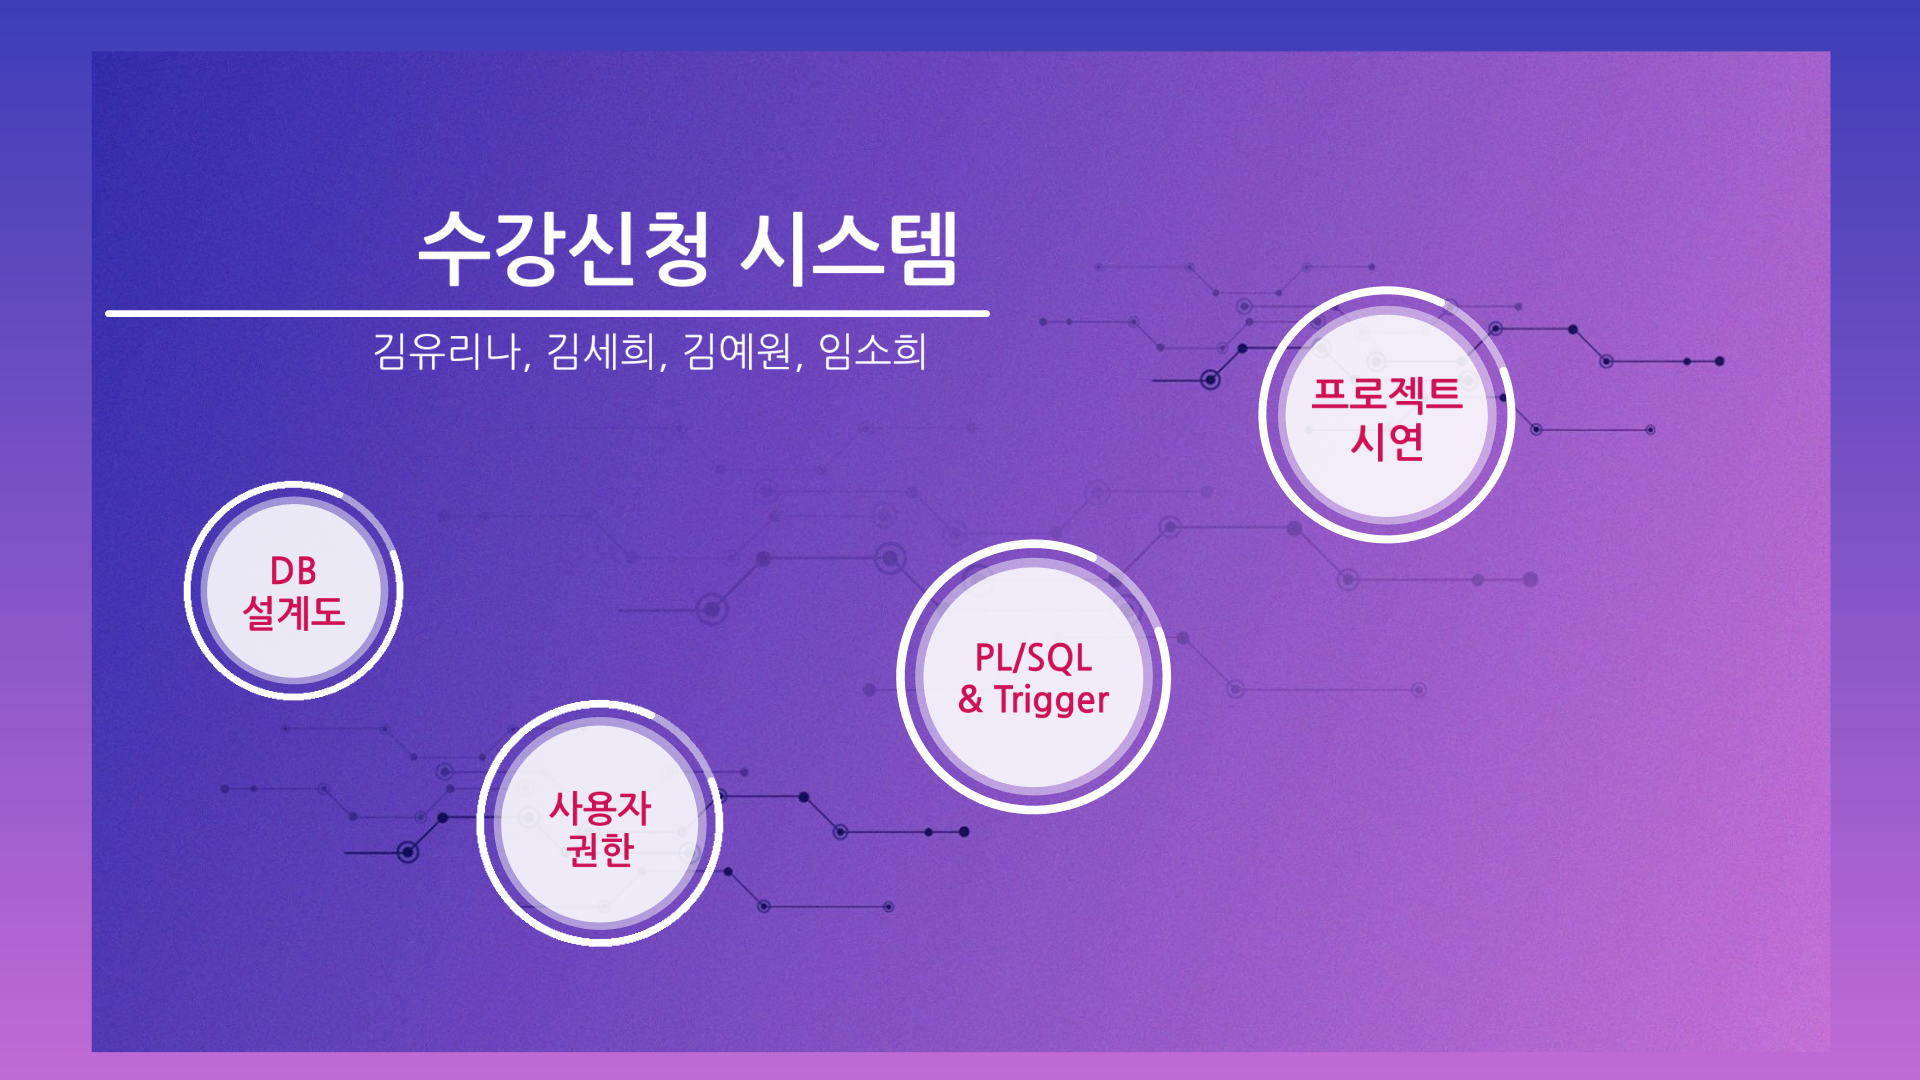 수강신청 시스템
김유리나, 김세희, 김예원, 임소희
DB
설계도
사용자
권한
PL/SQL
& Trigger
프로젝트
시연